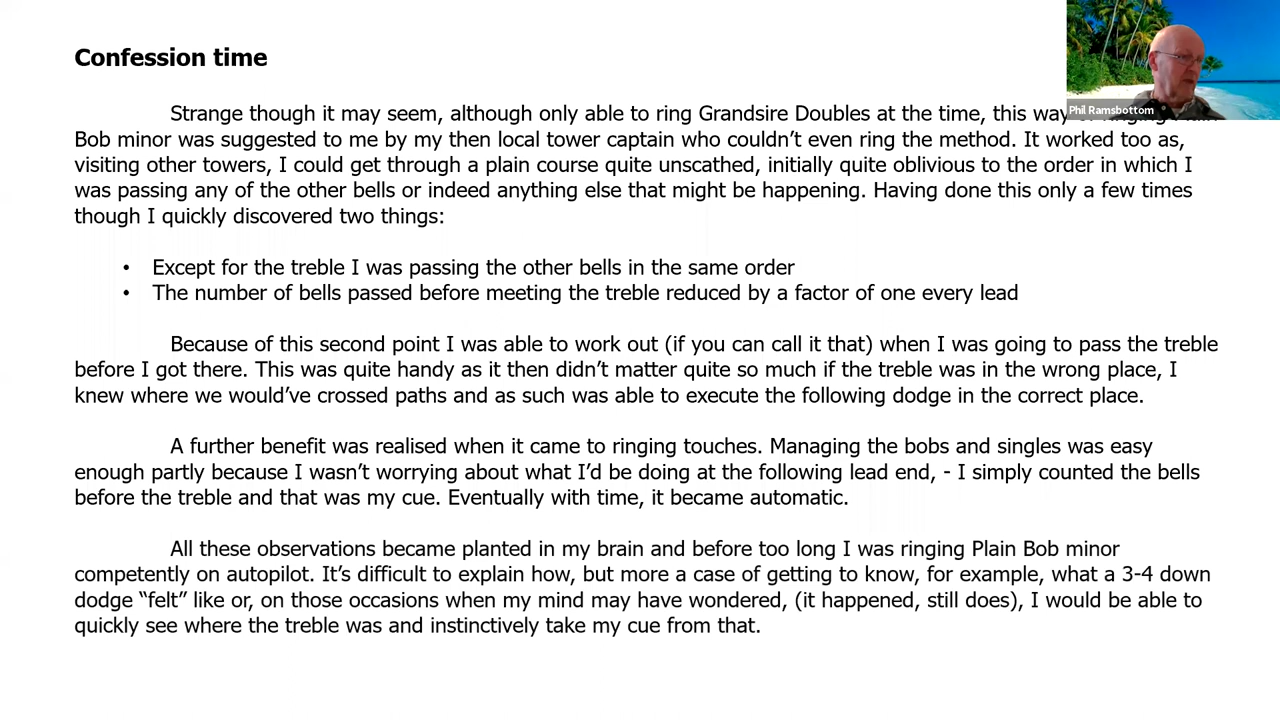 Confession time
Phil Ramsbottom
Strange though it may seem, although only able to ring Grandsire Doubles at the time, this way
Bob minor was suggested to me by my then local tower captain who couldn’t even ring the method. It worked too as,
visiting other towers, I could get through a plain course quite unscathed, initially quite oblivious to the order in which I
was passing any of the other bells or indeed anything else that might be happening. Having done this only a few times
though I quickly discovered two things:
• Except for the treble I was passing the other bells in the same order
• The number of bells passed before meeting the treble reduced by a factor of one every lead
Because of this second point I was able to work out (if you can call it that) when I was going to pass the treble
before I got there. This was quite handy as it then didn’t matter quite so much if the treble was in the wrong place, I
knew where we would’ve crossed paths and as such was able to execute the following dodge in the correct place.
A further benefit was realised when it came to ringing touches. Managing the bobs and singles was easy
enough partly because I wasn’t worrying about what I’d be doing at the following lead end, - I simply counted the bells
before the treble and that was my cue. Eventually with time, it became automatic.
All these observations became planted in my brain and before too long I was ringing Plain Bob minor
competently on autopilot. It’s difficult to explain how, but more a case of getting to know, for example, what a 3-4 down
dodge “felt” like or, on those occasions when my mind may have wondered, (it happened, still does), I would be able to
quickly see where the treble was and instinctively take my cue from that.